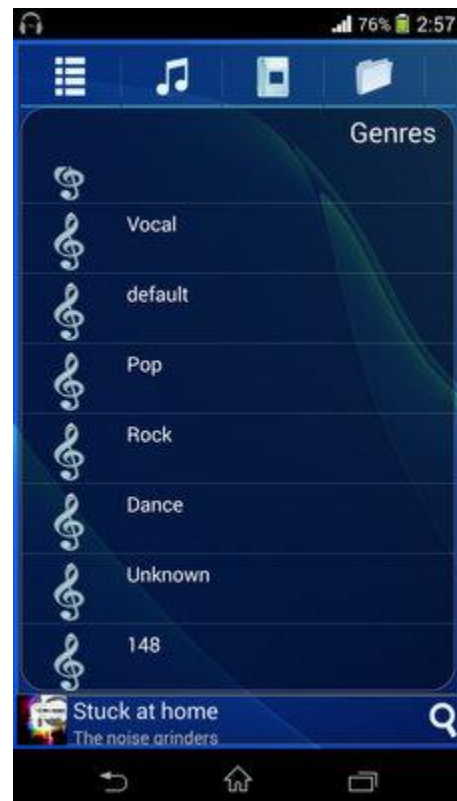 76% 2:57
Genres
Vocal
default
Pop
Rock
Dance
Unknown
148
Stuck at home
The noise grinders